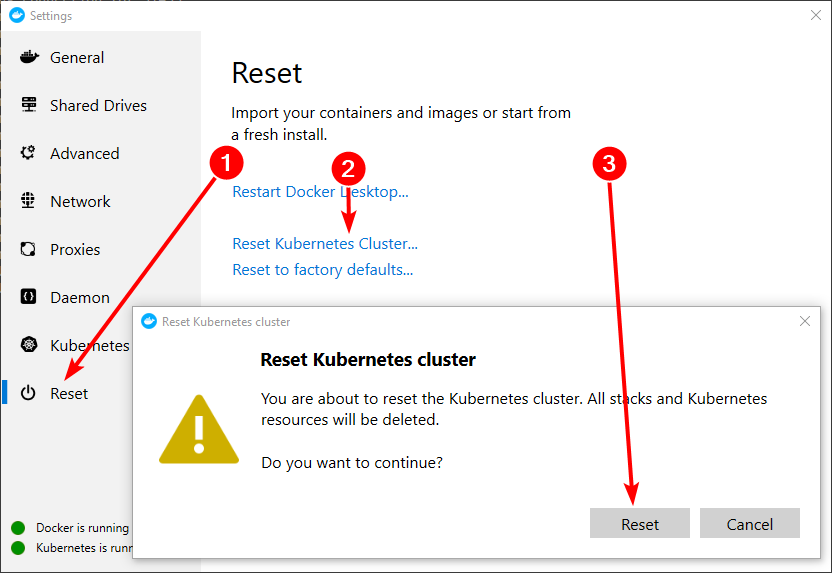 Settings
General
Shared Drives
Advanced
Network
Proxies
Daemon
Kubernetes
Reset
Docker is running
Kubernetes is runn
Reset
Import your containers and images or start from
a fresh install.
1
2
3
Restart Docker Desktop...
Reset Kubernetes Cluster...
Reset to factory defaults...
Reset Kubernetes cluster
Reset Kubernetes cluster
You are about to reset the Kubernetes cluster. All stacks and Kubernetes
resources will be deleted.
Do you want to continue?
Reset
Cancel